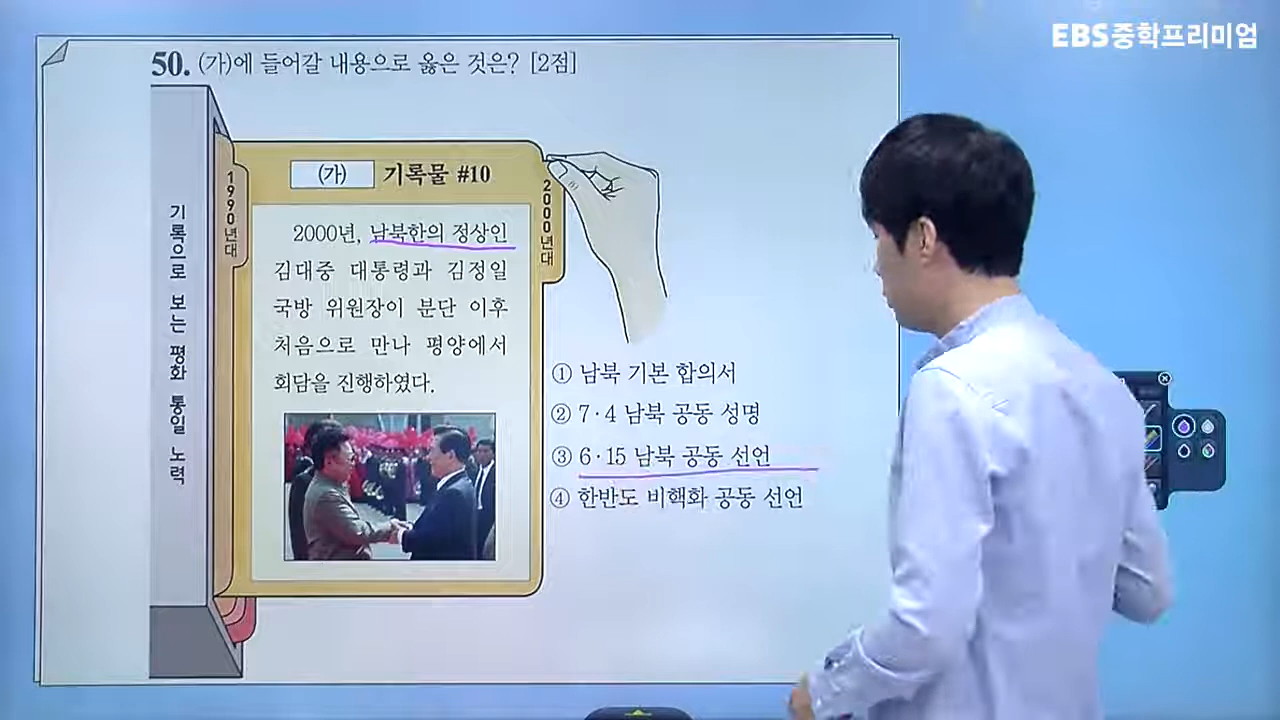 EBS중학프리미엄
50. (가)에 들어갈 내용으로 옳은 것은? [2점]
기록으로 보는 평화 통일 노력
1990년대
(가) 기록물 #10
2000년대
2000년, 남북한의 정상인
김대중 대통령과 김정일
국방 위원장이 분단 이후
처음으로 만나 평양에서
회담을 진행하였다.
① 남북 기본 합의서
② 7·4 남북 공동 성명
③ 6·15 남북 공동 선언
④ 한반도 비핵화 공동 선언